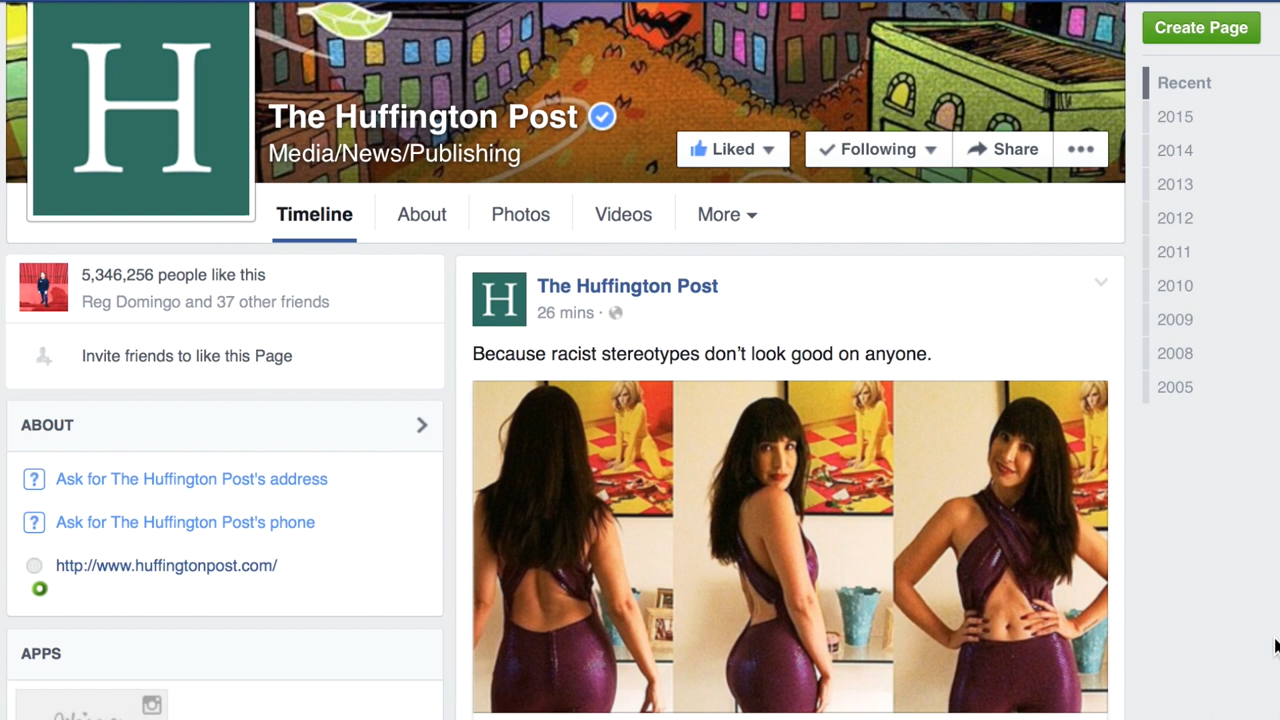 H
The Huffington Post
Media/News/Publishing
Liked
Following
Share
Create Page
Timeline
About
Photos
Videos
More
Recent
2015
2014
2013
2012
2011
2010
2009
2008
2005
5,346,256 people like this
Reg Domingo and 37 other friends
Invite friends to like this Page
ABOUT
? Ask for The Huffington Post's address
? Ask for The Huffington Post's phone
http://www.huffingtonpost.com/
APPS
H
The Huffington Post
26 mins ·
Because racist stereotypes don’t look good on anyone.